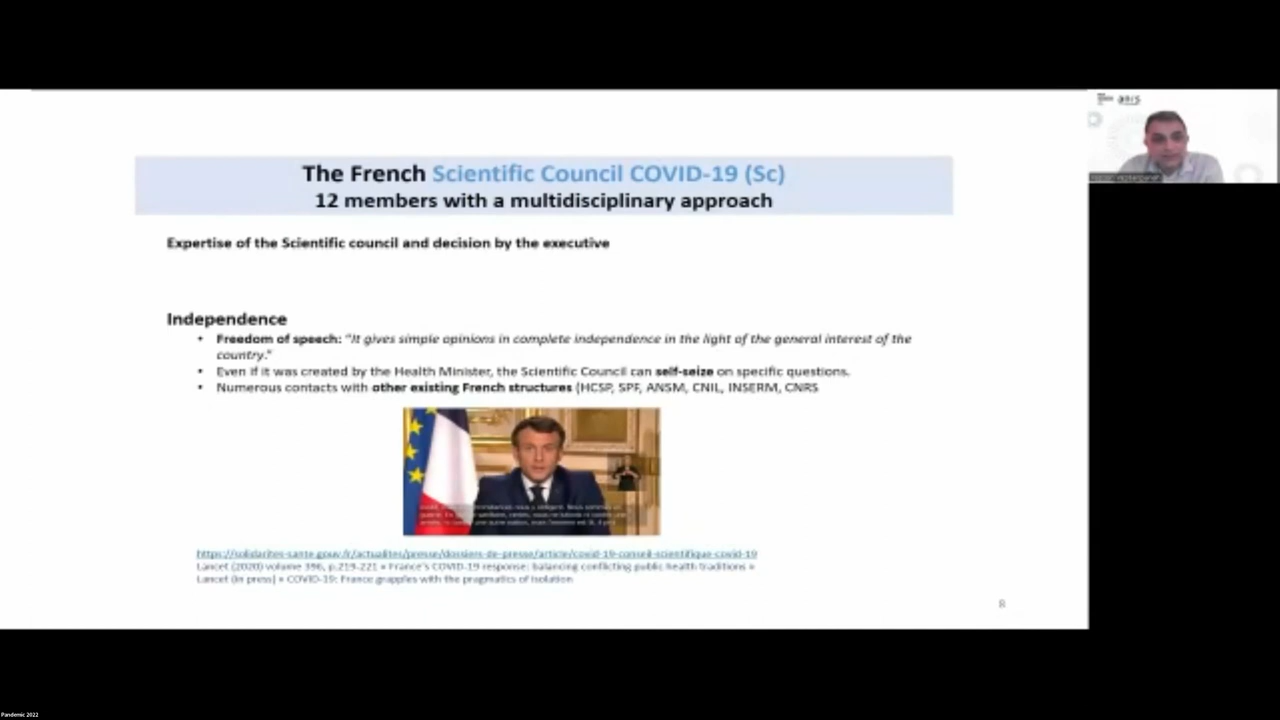 The French Scientific Council COVID-19 (Sc)
12 members with a multidisciplinary approach
Expertise of the Scientific council and decision by the executive
Independence
• Freedom of speech: "It gives simple opinions in complete independence in the light of the general interest of the
country."
• Even if it was created by the Health Minister, the Scientific Council can self-seize on specific questions.
• Numerous contacts with other existing French structures (HCSP, SPF, ANSM, CNIL, INSERM, CNRS
https://solidarites-sante.gouv.fr/actualites/presse/dossiers-de-presse/article/covid-19-conseil-scientifique-covid-19
Lancet (2020) volume 396, p.219-221 « France's COVID-19 response: balancing conflicting public health traditions »
Lancet (in press) « COVID-19: France grapples with the pragmatics of isolation
8
anrs
Pandemic 2022